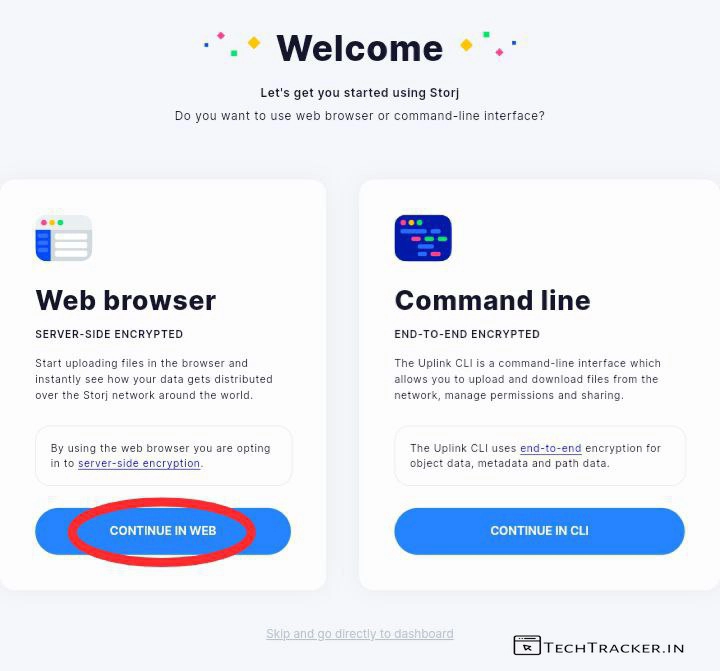 Welcome
Let's get you started using Storj
Do you want to use web browser or command-line interface?
Web browser
SERVER-SIDE ENCRYPTED
Start uploading files in the browser and
instantly see how your data gets distributed
over the Storj network around the world.
By using the web browser you are opting
in to server-side encryption.
CONTINUE IN WEB
Command line
END-TO-END ENCRYPTED
The Uplink CLI is a command-line interface which
allows you to upload and download files from the
network, manage permissions and sharing.
The Uplink CLI uses end-to-end encryption for
object data, metadata and path data.
CONTINUE IN CLI
Skip and go directly to dashboard
TECHTRACKER.IN